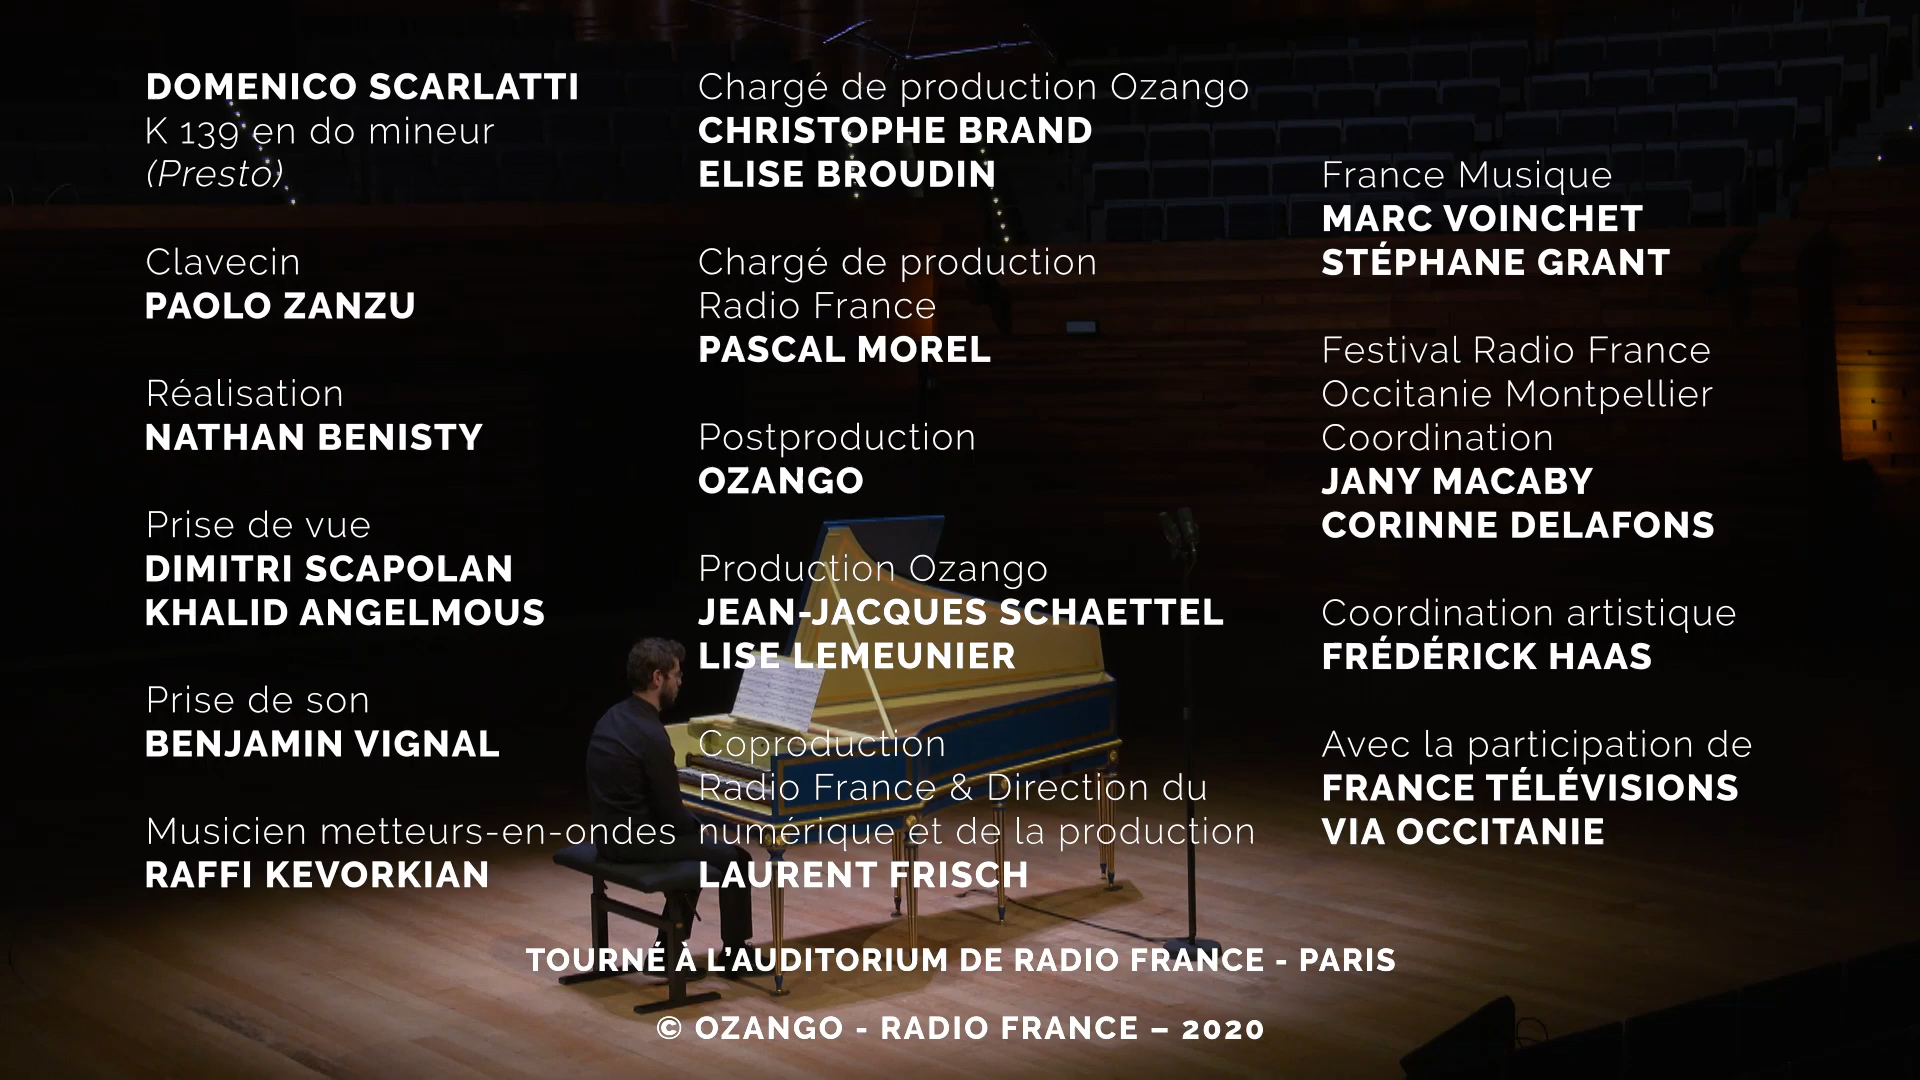 DOMENICO SCARLATTI
K 139 en do mineur
(Presto)
Clavecin
PAOLO ZANZU
Réalisation
NATHAN BENISTY
Prise de vue
DIMITRI SCAPOLAN
KHALID ANGELMOUS
Prise de son
BENJAMIN VIGNAL
Musicien metteurs-en-ondes
RAFFI KEVORKIAN
Chargé de production Ozango
CHRISTOPHE BRAND
ELISE BROUDIN
Chargé de production
Radio France
PASCAL MOREL
Postproduction
OZANGO
Production Ozango
JEAN-JACQUES SCHAETTEL
LISE LEMEUNIER
Coproduction
Radio France & Direction du
numérique et de la production
LAURENT FRISCH
France Musique
MARC VOINCHET
STÉPHANE GRANT
Festival Radio France
Occitanie Montpellier
Coordination
JANY MACABY
CORINNE DELAFONS
Coordination artistique
FRÉDÉRICK HAAS
Avec la participation de
FRANCE TÉLÉVISIONS
VIA OCCITANIE
TOURNÉ À L'AUDITORIUM DE RADIO FRANCE - PARIS
© OZANGO - RADIO FRANCE – 2020